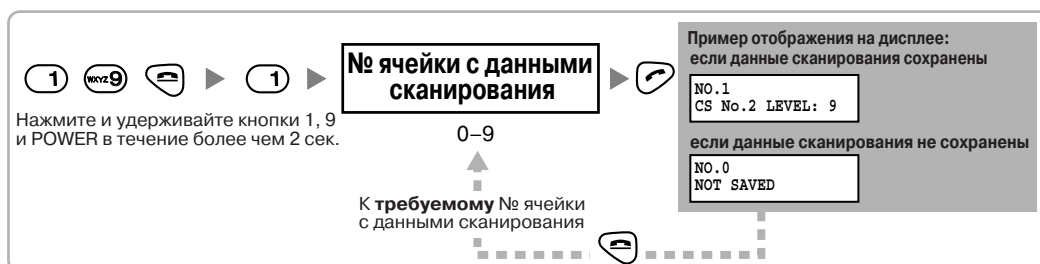 1 WXYZ9 1
Нажмите и удерживайте кнопки 1, 9
и POWER в течение более чем 2 сек.
№ ячейки с данными
сканирования
0–9
К требуемому № ячейки
с данными сканирования
Пример отображения на дисплее:
если данные сканирования сохранены
NO.1
CS No.2 LEVEL: 9
если данные сканирования не сохранены
NO.0
NOT SAVED